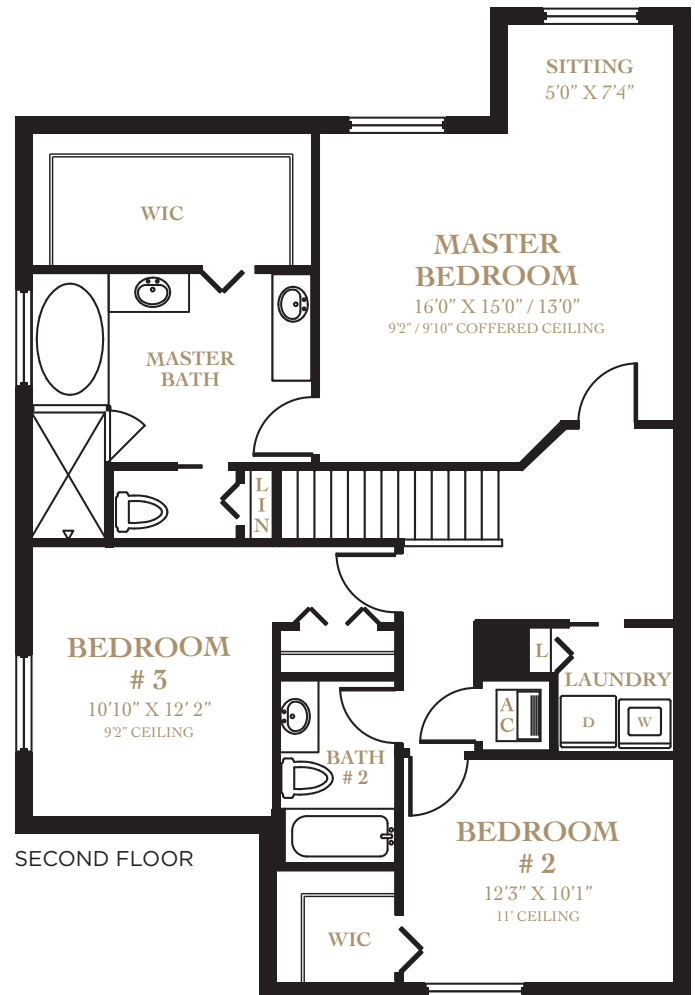 SITTING
5'0" X 7'4"
WIC
MASTER
BEDROOM
16'0" X 15'0" / 13'0"
9'2" / 9'10" COFFERED CEILING
MASTER
BATH
L
I
N
BEDROOM
# 3
10'10" X 12' 2"
9'2" CEILING
L
LAUNDRY
A
C
D
W
BATH
# 2
BEDROOM
# 2
12'3" X 10'1"
11' CEILING
SECOND FLOOR
WIC